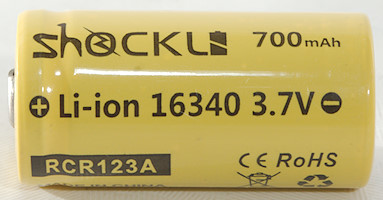 SHOCKLI 700mAh
+ Li-ion 16340 3.7V -
RCR123A CE RoHS